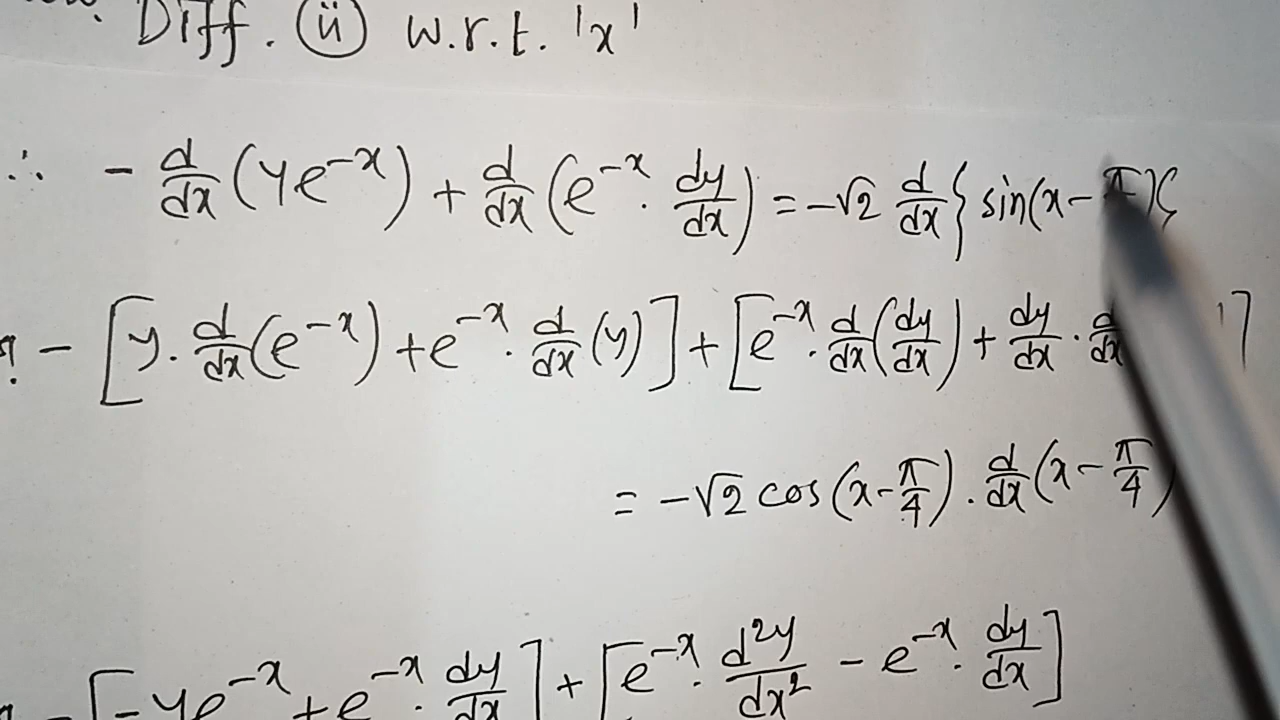 Diff. (ii) w.r.t. 'x'
∴ - d/dx (ye^-x) + d/dx (e^-x . dy/dx) = -√2 d/dx { sin(x - π )}
- [y . d/dx (e^-x) + e^-x . d/dx (y)] + [e^-x . d/dx (dy/dx) + dy/dx . d/dx ]
= -√2 cos(x - π/4) . d/dx (x - π/4)
- [-ye^-x + e^-x . dy/dx] + [e^-x . d²y/dx² - e^-x . dy/dx]